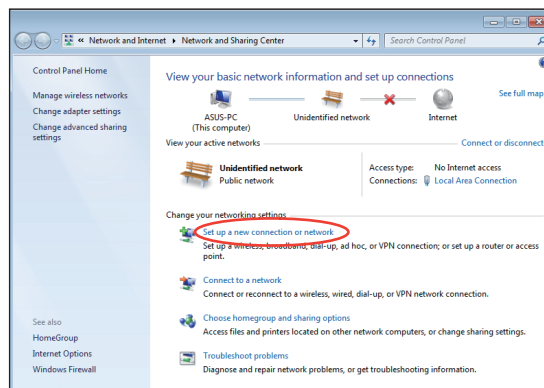 « Network and Internet ▸ Network and Sharing Center
Search Control Panel
Control Panel Home
Manage wireless networks
Change adapter settings
Change advanced sharing
settings
View your basic network information and set up connections
See full map
ASUS-PC
(This computer)
Unidentified network
Internet
View your active networks
Connect or disconnect
Unidentified network
Public network
Access type: No Internet access
Connections: Local Area Connection
Change your networking settings
Set up a new connection or network
Set up a wireless, broadband, dial-up, ad hoc, or VPN connection; or set up a router or access
point.
Connect to a network
Connect or reconnect to a wireless, wired, dial-up, or VPN network connection.
Choose homegroup and sharing options
Access files and printers located on other network computers, or change sharing settings.
Troubleshoot problems
Diagnose and repair network problems, or get troubleshooting information.
See also
HomeGroup
Internet Options
Windows Firewall